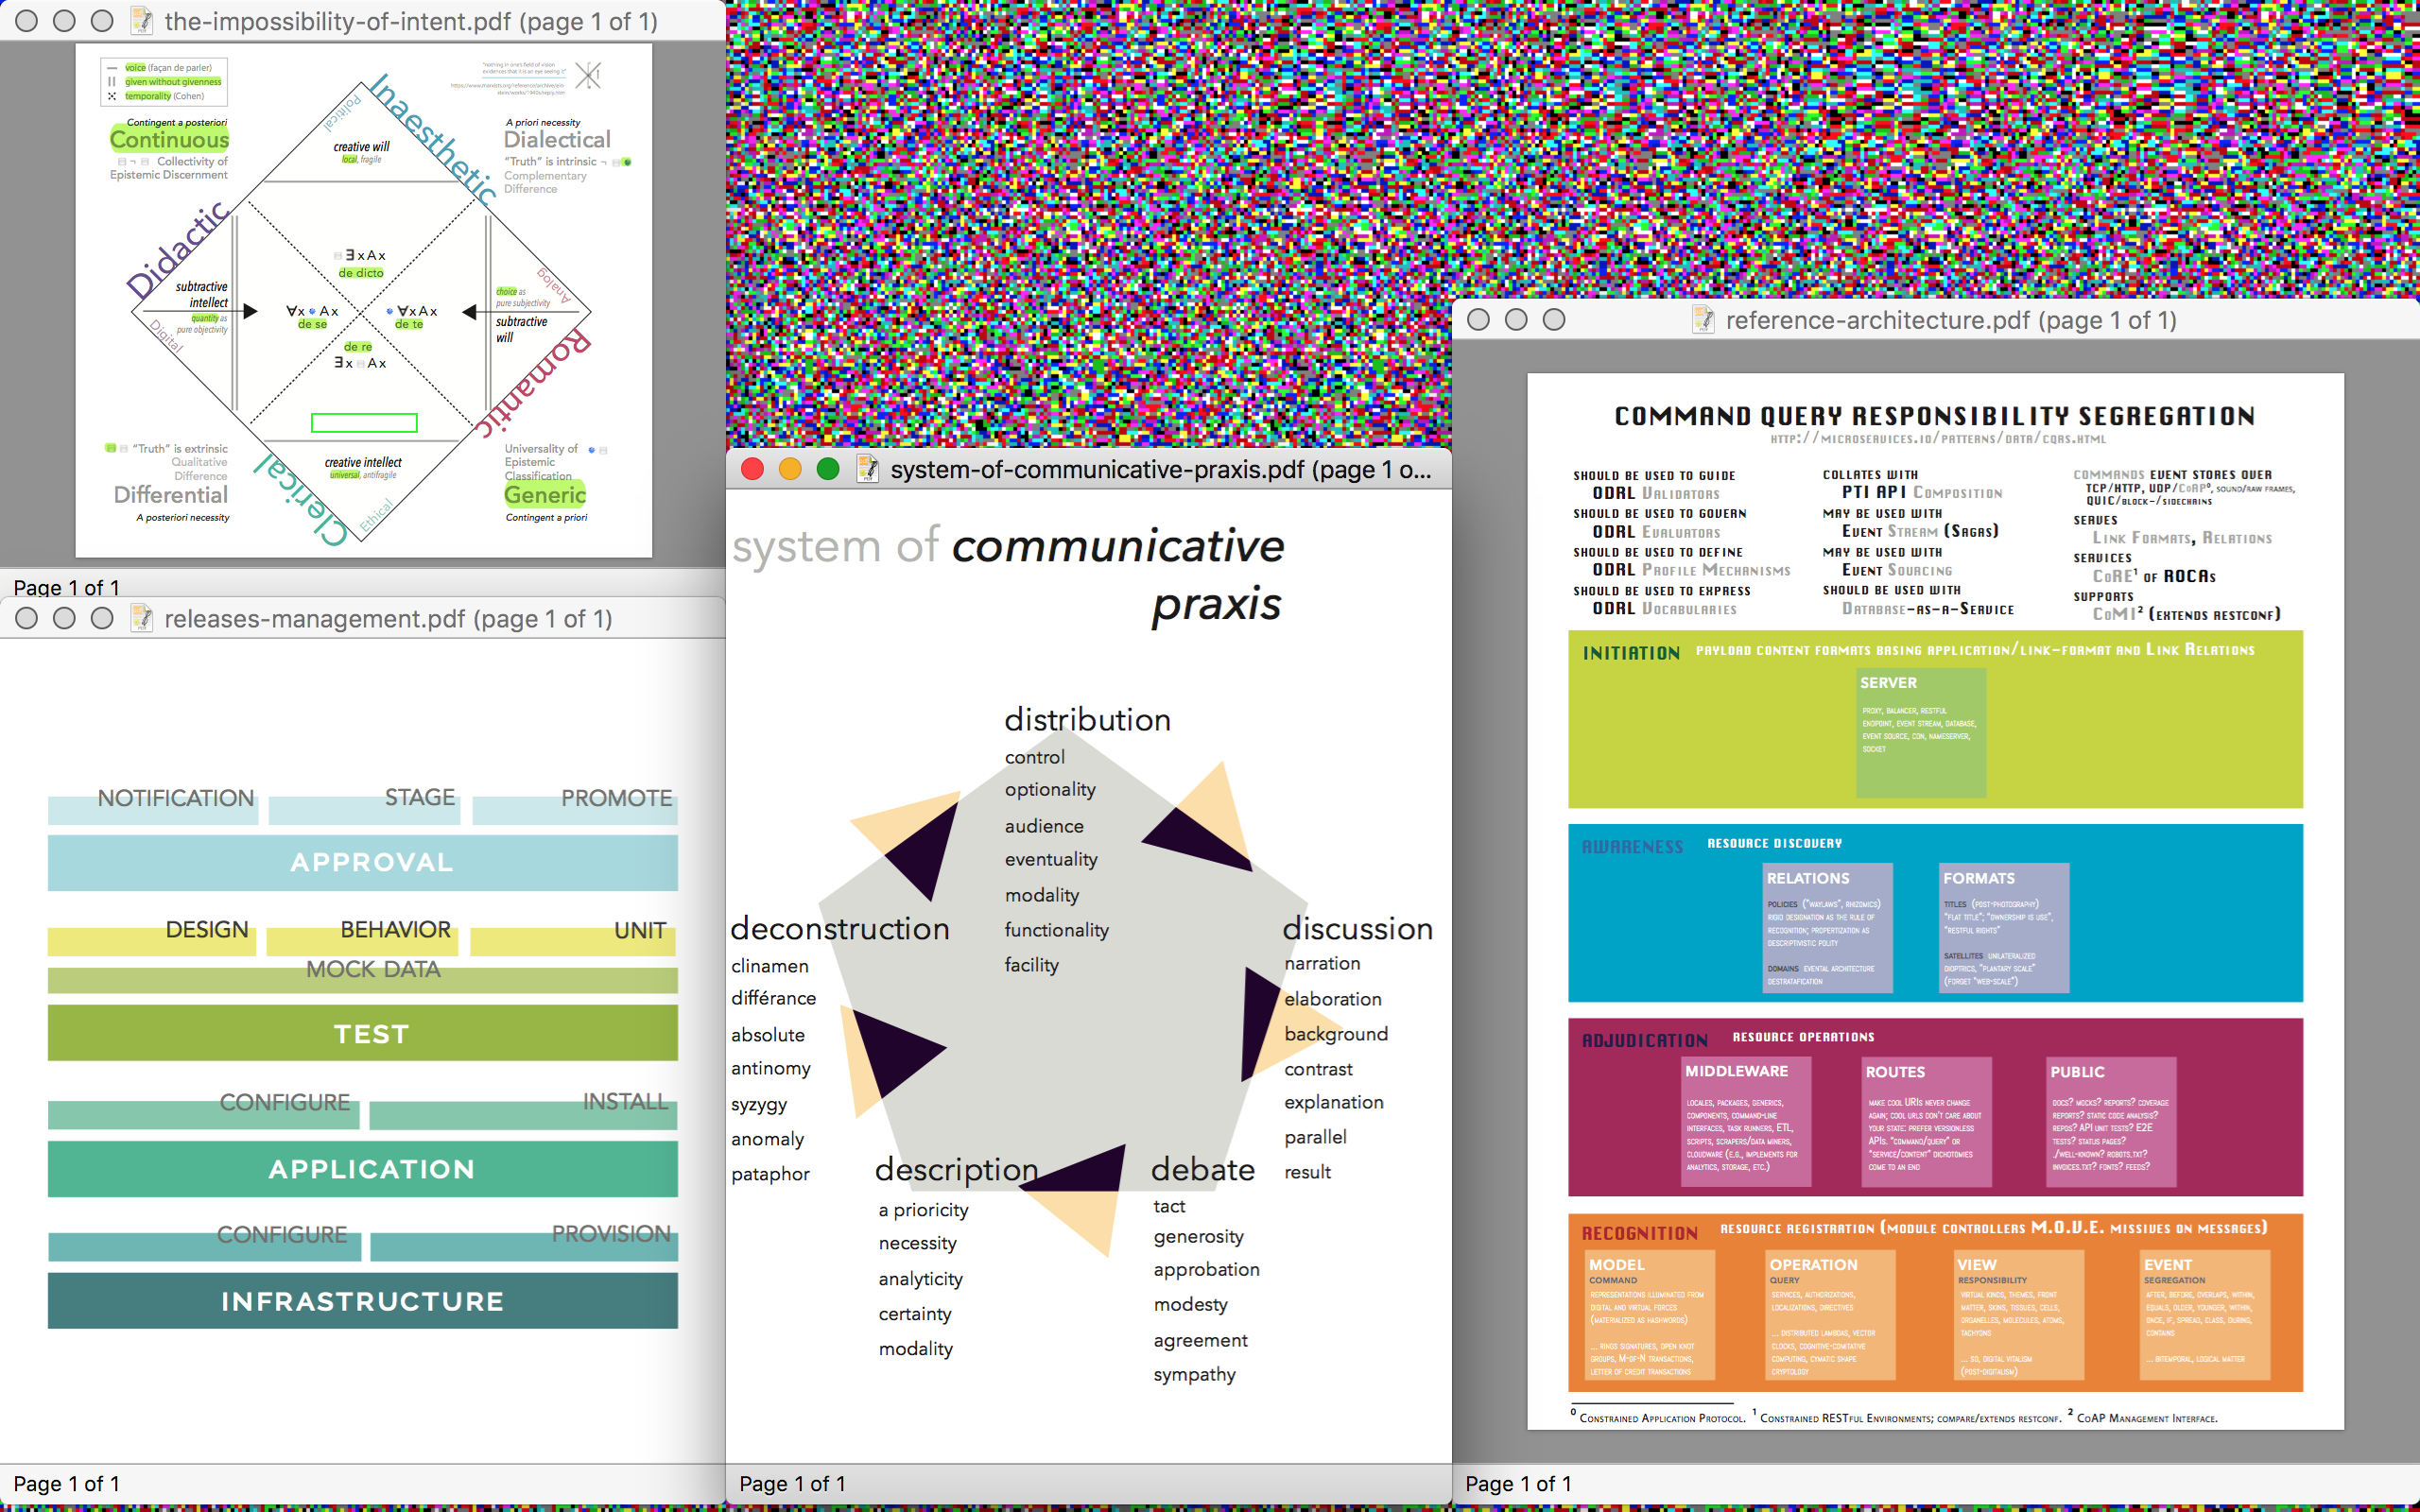 the-impossibility-of-intent.pdf (page 1 of 1)
voice (façan de parler)
given without givenness
temporality (Cohen)
"nothing in one's field of vision
evidences that it is an eye seeing it"
Contingent a posteriori
Continuous
Collectivity of
Epistemic Discernment
A priori necessity
Dialectical
"Truth" is intrinsic ¬
Complementary
Difference
Political
Inaesthetic
creative will
local, fragile
Didactic
subtractive
intellect
quantity as
pure objectivity
Digital
∃xAx
de dicto
∀x Ax
de se
∀xAx
de te
de re
∃x Ax
Analog
choice as
pure subjectivity
subtractive
will
Romantic
creative intellect
universal, antifragile
Clerical
Ethical
"Truth" is extrinsic
Qualitative
Difference
Differential
A posteriori necessity
Universality of
Epistemic
Classification
Generic
Contingent a priori
Page 1 of 1
releases-management.pdf (page 1 of 1)
NOTIFICATION STAGE PROMOTE
APPROVAL
DESIGN BEHAVIOR UNIT
MOCK DATA
TEST
CONFIGURE INSTALL
APPLICATION
CONFIGURE PROVISION
INFRASTRUCTURE
Page 1 of 1
system-of-communicative-praxis.pdf (page 1 o...
system of communicative
praxis
distribution
control
optionality
audience
eventuality
modality
functionality
facility
deconstruction
clinamen
différance
absolute
antinomy
syzygy
anomaly
pataphor
discussion
narration
elaboration
background
contrast
explanation
parallel
result
description
a prioricity
necessity
analyticity
certainty
modality
debate
tact
generosity
approbation
modesty
agreement
sympathy
Page 1 of 1
reference-architecture.pdf (page 1 of 1)
COMMAND QUERY RESPONSIBILITY SEGREGATION
HTTP://MICROSERVICES.IO/PATTERNS/DATA/CQRS.HTML
SHOULD BE USED TO GUIDE
ODRL VALIDATORS
SHOULD BE USED TO GOVERN
ODRL EVALUATORS
SHOULD BE USED TO DEFINE
ODRL PROFILE MECHANISMS
SHOULD BE USED TO EXPRESS
ODRL VOCABULARIES
COLLATES WITH
PTI API COMPOSITION
MAY BE USED WITH
EVENT STREAM (SAGAS)
MAY BE USED WITH
EVENT SOURCING
SHOULD BE USED WITH
DATABASE-AS-A-SERVICE
COMMANDS EVENT STORES OVER
TCP/HTTP, UDP/COAP⁰, SOUND/RAW FRAMES,
QUIC/BLOCK-/SIDECHAINS
SERVES
LINK FORMATS, RELATIONS
SERVICES
CoRE¹ OF ROCAs
SUPPORTS
CoMI² (EXTENDS RESTCONF)
INITIATION PAYLOAD CONTENT FORMATS BASING APPLICATION/LINK-FORMAT AND LINK RELATIONS
SERVER
PROXY, BALANCER, RESTFUL
ENDPOINT, EVENT STREAM, DATABASE,
EVENT SOURCE, CDN, NAMESERVER,
SOCKET
AWARENESS RESOURCE DISCOVERY
RELATIONS
POLICIES ("WAYLAWS", RHIZOMICS)
RIGID DESIGNATION AS THE RULE OF
RECOGNITION; PROPERTIZATION AS
DESCRIPTIVISTIC POLITY
DOMAINS EVENTAL ARCHITECTURE
DESTRATAFICATION
FORMATS
TITLES (POST-PHOTOGRAPHY)
"FLAT TITLE"; "OWNERSHIP IS USE",
"RESTFUL RIGHTS"
SATELLITES UNILATERALIZED
DIOPTRICS, "PLANTARY SCALE"
(FORGET "WEB-SCALE")
ADJUDICATION RESOURCE OPERATIONS
MIDDLEWARE
LOCALES, PACKAGES, GENERICS,
COMPONENTS, COMMAND-LINE
INTERFACES, TASK RUNNERS, ETL,
SCRIPTS, SCRAPERS/DATA MINERS,
CLOUDWARE (E.G., IMPLEMENTS FOR
ANALYTICS, STORAGE, ETC.)
ROUTES
MAKE COOL URIS NEVER CHANGE
AGAIN; COOL URLS DON'T CARE ABOUT
YOUR STATE: PREFER VERSIONLESS
APIS. "COMMAND/QUERY" OR
"SERVICE/CONTENT" DICHOTOMIES
COME TO AN END
PUBLIC
DOCS? MOCKS? REPORTS? COVERAGE
REPORTS? STATIC CODE ANALYSIS?
REPOS? API UNIT TESTS? E2E
TESTS? STATUS PAGES?
./WELL-KNOWN? ROBOTS.TXT?
INVOICES.TXT? FONTS? FEEDS?
RECOGNITION RESOURCE REGISTRATION (MODULE CONTROLLERS M.O.V.E. MISSIVES ON MESSAGES)
MODEL
COMMAND
REPRESENTATIONS ILLUMINATED FROM
DIGITAL AND VIRTUAL FORCES
(MATERIALIZED AS HASHWORDS)
... RINGS SIGNATURES, OPEN KNOT
GROUPS, M-OF-N TRANSACTIONS,
LETTER OF CREDIT TRANSACTIONS
OPERATION
QUERY
SERVICES, AUTHORIZATIONS,
LOCALIZATIONS, DIRECTIVES
... DISTRIBUTED LAMBDAS, VECTOR
CLOCKS, COGNITIVE-COMITATIVE
COMPUTING, CYMATIC SHAPE
CRYPTOLOGY
VIEW
RESPONSIBILITY
VIRTUAL KINDS, THEMES, FRONT
MATTER, SKINS, TISSUES, CELLS,
ORGANELLES, MOLECULES, ATOMS,
TACHYONS
... SD, DIGITAL VITALISM
(POST-DIGITALISM)
EVENT
SEGREGATION
AFTER, BEFORE, OVERLAPS, WITHIN,
EQUALS, OLDER, YOUNGER, WITHIN,
ONCE, IF, SPREAD, CLASS, DURING,
CONTAINS
... BITEMPORAL, LOGICAL MATTER
⁰ CONSTRAINED APPLICATION PROTOCOL. ¹ CONSTRAINED RESTFUL ENVIRONMENTS; COMPARE/EXTENDS RESTCONF. ² COAP MANAGEMENT INTERFACE.
Page 1 of 1